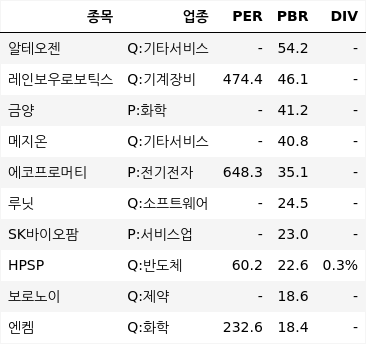 종목 업종 PER PBR DIV
알테오젠 Q:기타서비스 - 54.2 -
레인보우로보틱스 Q:기계장비 474.4 46.1 -
금양 P:화학 - 41.2 -
메지온 Q:기타서비스 - 40.8 -
에코프로머티 P:전기전자 648.3 35.1 -
루닛 Q:소프트웨어 - 24.5 -
SK바이오팜 P:서비스업 - 23.0 -
HPSP Q:반도체 60.2 22.6 0.3%
보로노이 Q:제약 - 18.6 -
엔켐 Q:화학 232.6 18.4 -